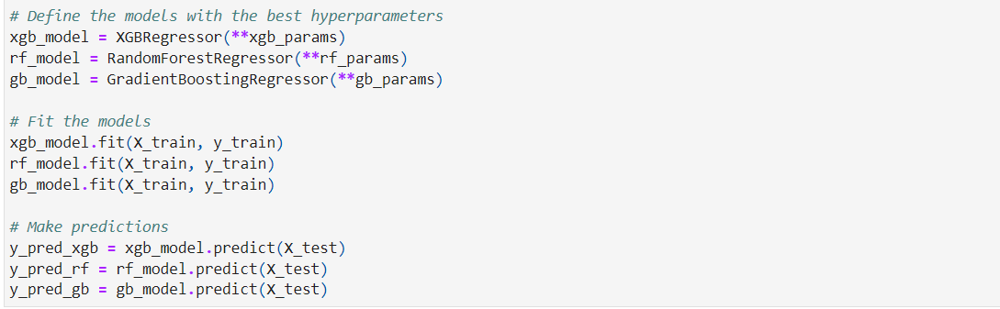 # Define the models with the best hyperparameters
xgb_model = XGBRegressor(**xgb_params)
rf_model = RandomForestRegressor(**rf_params)
gb_model = GradientBoostingRegressor(**gb_params)
# Fit the models
xgb_model.fit(X_train, y_train)
rf_model.fit(X_train, y_train)
gb_model.fit(X_train, y_train)
# Make predictions
y_pred_xgb = xgb_model.predict(X_test)
y_pred_rf = rf_model.predict(X_test)
y_pred_gb = gb_model.predict(X_test)